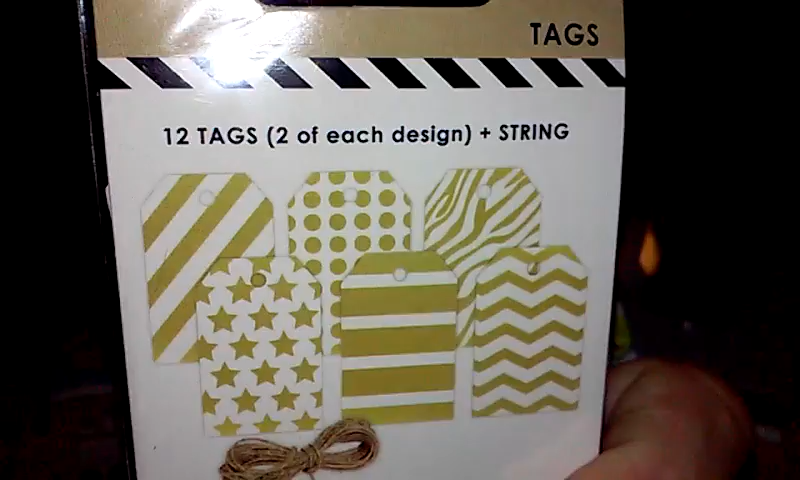 TAGS
12 TAGS (2 of each design) + STRING